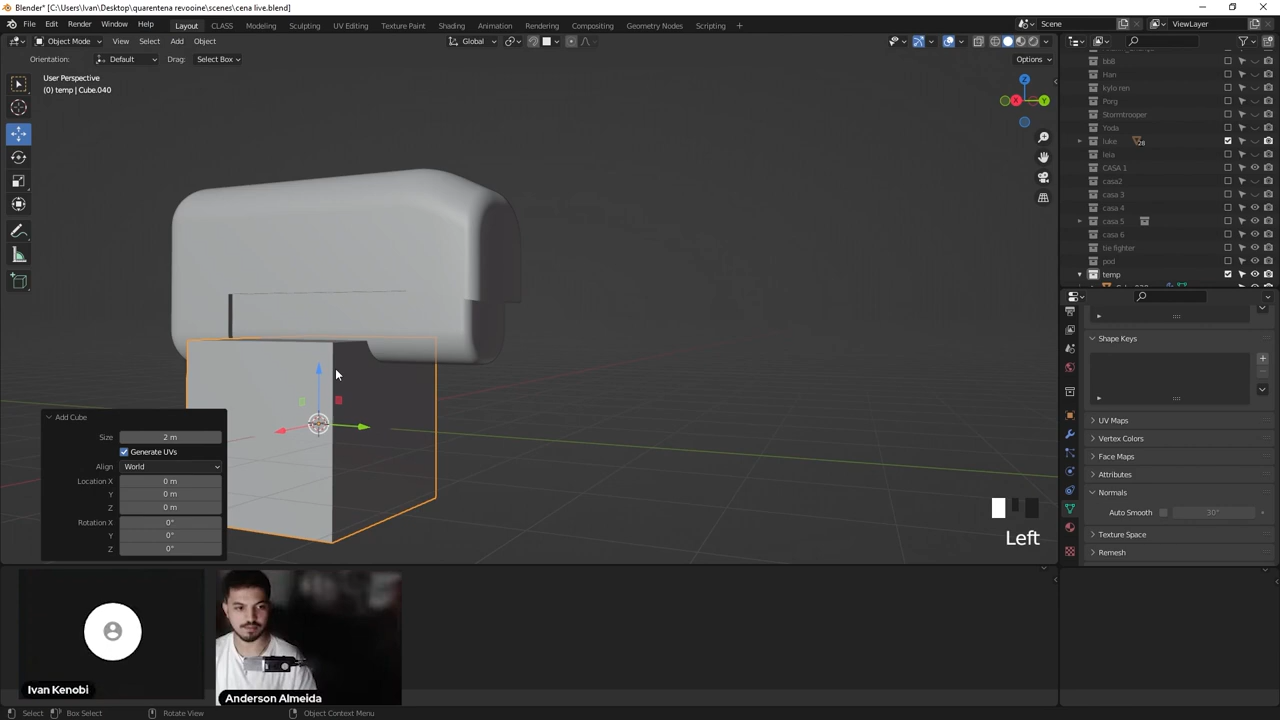 Blender* [C:\Users\Ivan\Desktop\quarentena revooine\scenes\cena live.blend]
File Edit Render Window Help Layout CLASS Modeling Sculpting UV Editing Texture Paint Shading Animation Rendering Compositing Geometry Nodes Scripting + Scene ViewLayer
Object Mode View Select Add Object Global
Orientation: Default Drag: Select Box Options
User Perspective
(0) temp | Cube.040
Z
X
Y
bb8
Han
kylo ren
Porg
Stormtrooper
Yoda
luke 28
leia
CASA 1
casa2
casa 3
casa 4
casa 5
casa 6
tie fighter
pod
temp
Shape Keys
UV Maps
Vertex Colors
Face Maps
Attributes
Normals
Auto Smooth 30°
Texture Space
Remesh
Add Cube
Size 2 m
Generate UVs
Align World
Location X 0 m
Y 0 m
Z 0 m
Rotation X 0°
Y 0°
Z 0°
Left
Ivan Kenobi
Anderson Almeida
Select Box Select Rotate View Object Context Menu